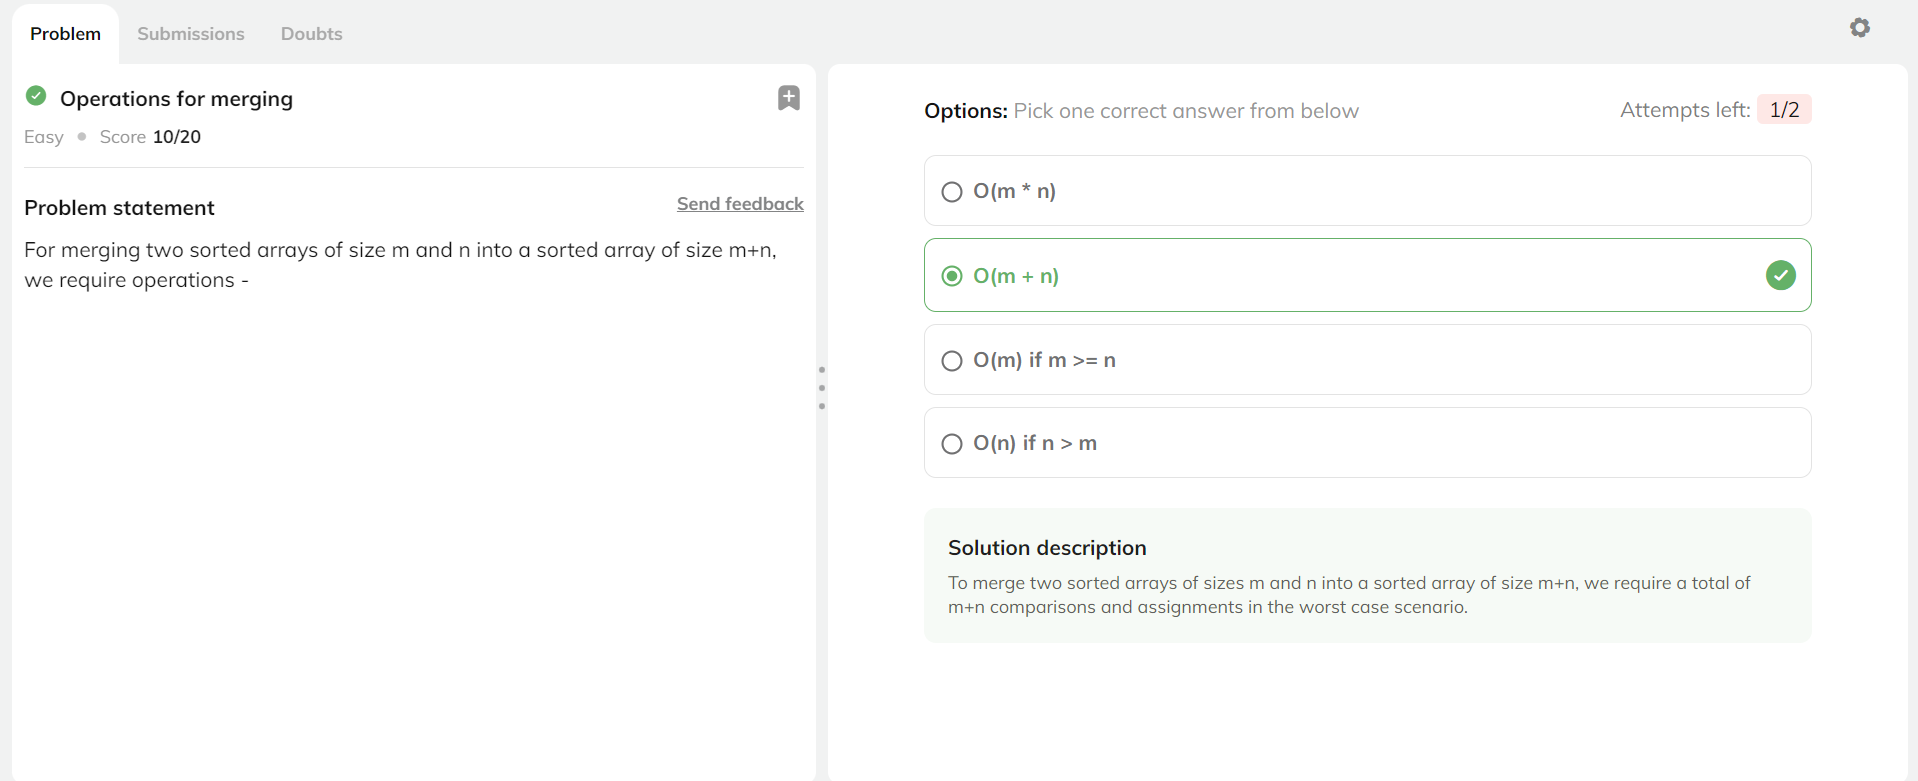 Problem Submissions Doubts
Operations for merging
Easy Score 10/20
Problem statement Send feedback
For merging two sorted arrays of size m and n into a sorted array of size m+n,
we require operations -
Options: Pick one correct answer from below Attempts left: 1/2
O(m * n)
O(m + n)
O(m) if m >= n
O(n) if n > m
Solution description
To merge two sorted arrays of sizes m and n into a sorted array of size m+n, we require a total of
m+n comparisons and assignments in the worst case scenario.